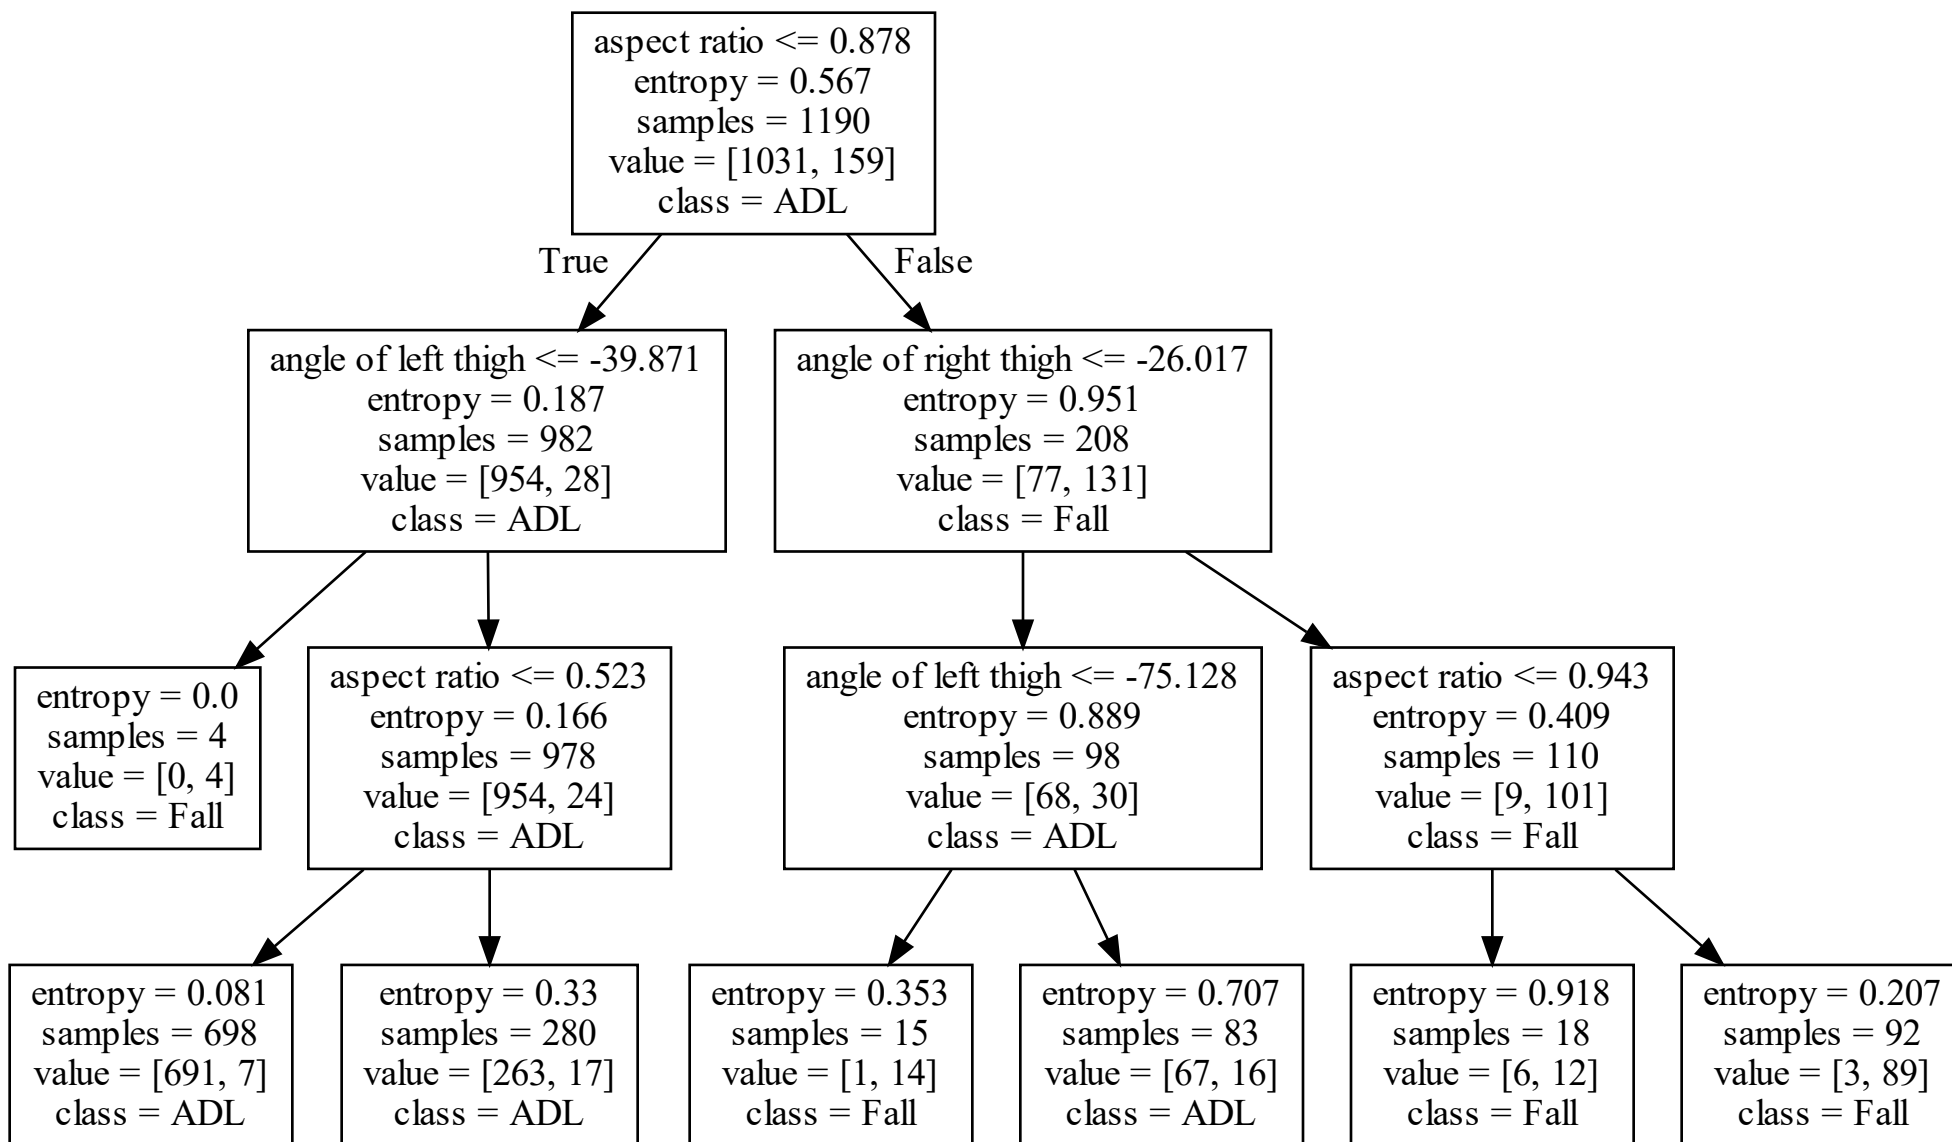 aspect ratio <= 0.878
entropy = 0.567
samples = 1190
value = [1031, 159]
class = ADL
True
False
angle of left thigh <= -39.871
entropy = 0.187
samples = 982
value = [954, 28]
class = ADL
angle of right thigh <= -26.017
entropy = 0.951
samples = 208
value = [77, 131]
class = Fall
entropy = 0.0
samples = 4
value = [0, 4]
class = Fall
aspect ratio <= 0.523
entropy = 0.166
samples = 978
value = [954, 24]
class = ADL
angle of left thigh <= -75.128
entropy = 0.889
samples = 98
value = [68, 30]
class = ADL
aspect ratio <= 0.943
entropy = 0.409
samples = 110
value = [9, 101]
class = Fall
entropy = 0.081
samples = 698
value = [691, 7]
class = ADL
entropy = 0.33
samples = 280
value = [263, 17]
class = ADL
entropy = 0.353
samples = 15
value = [1, 14]
class = Fall
entropy = 0.707
samples = 83
value = [67, 16]
class = ADL
entropy = 0.918
samples = 18
value = [6, 12]
class = Fall
entropy = 0.207
samples = 92
value = [3, 89]
class = Fall